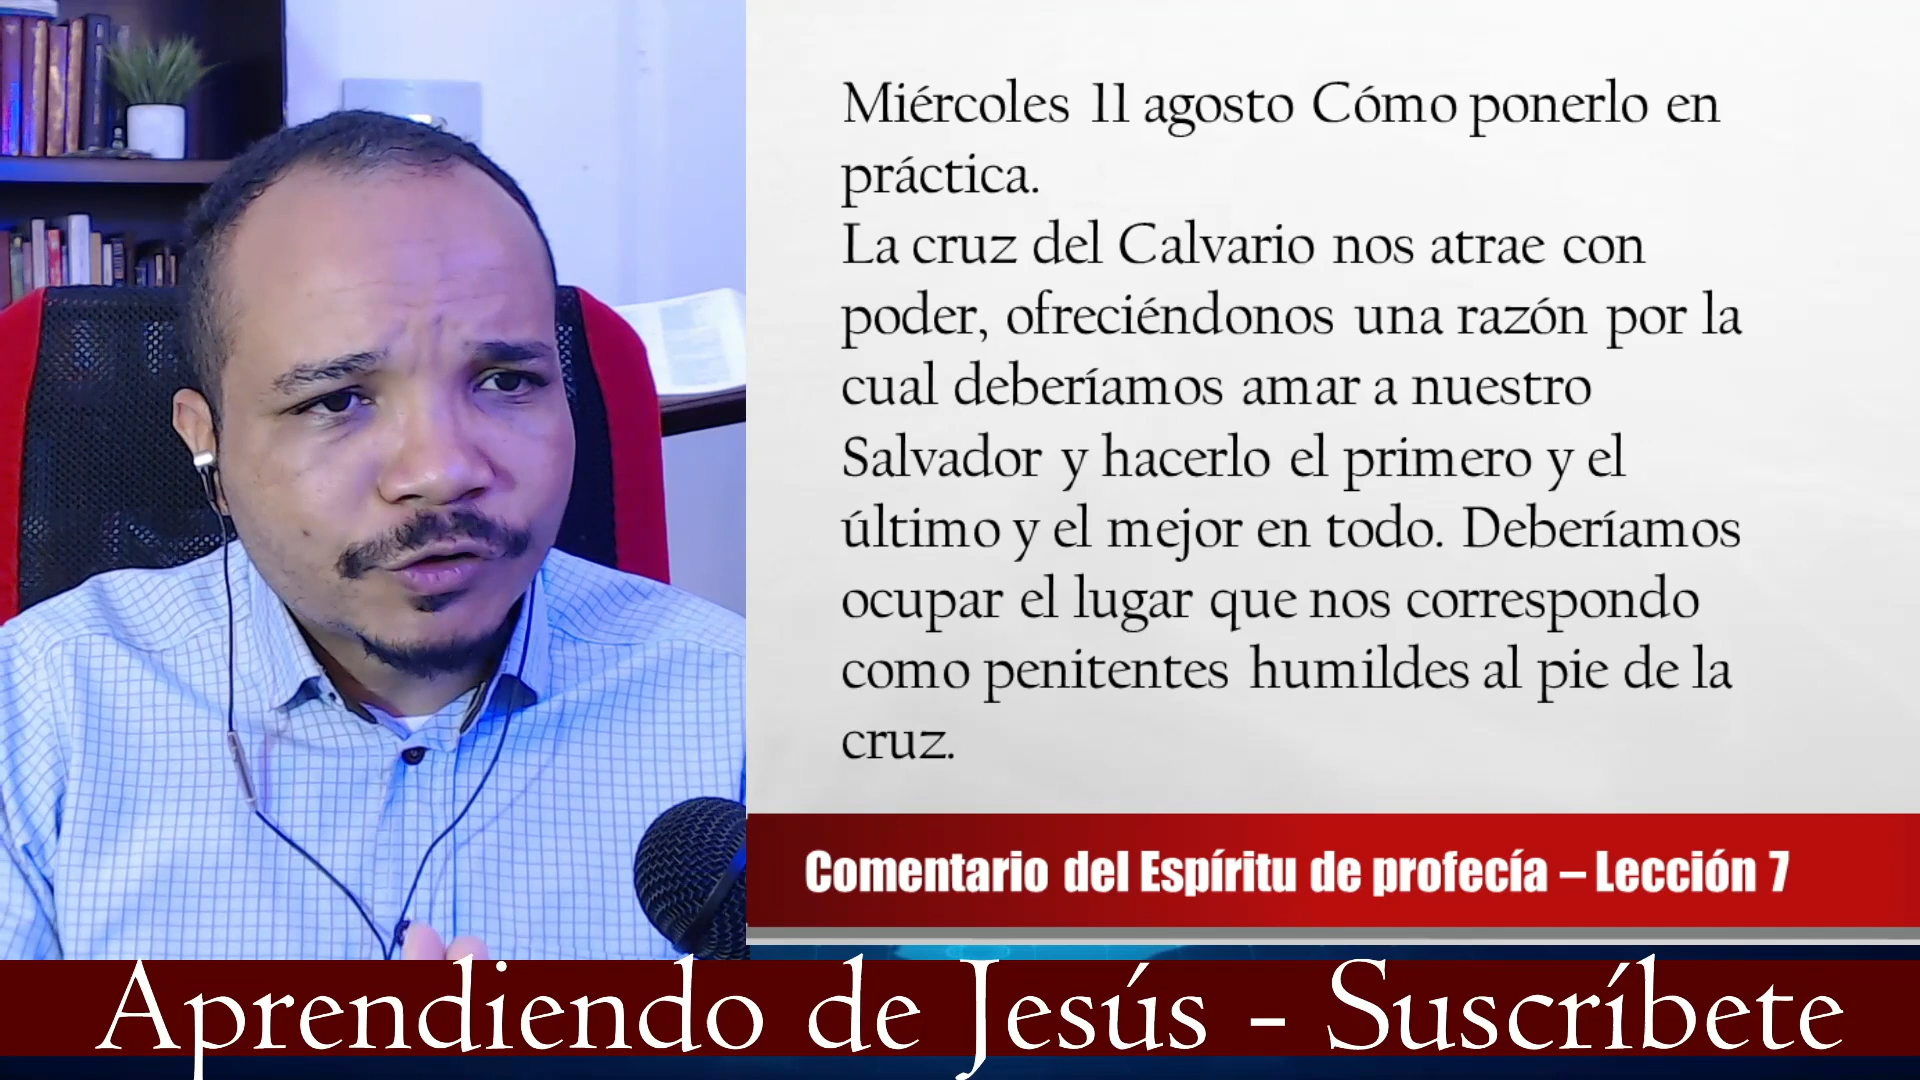 Miércoles 11 agosto Cómo ponerlo en
práctica.
La cruz del Calvario nos atrae con
poder, ofreciéndonos una razón por la
cual deberíamos amar a nuestro
Salvador y hacerlo el primero y el
último y el mejor en todo. Deberíamos
ocupar el lugar que nos correspondo
como penitentes humildes al pie de la
cruz.
Comentario del Espíritu de profecía – Lección 7
Aprendiendo de Jesús - Suscríbete